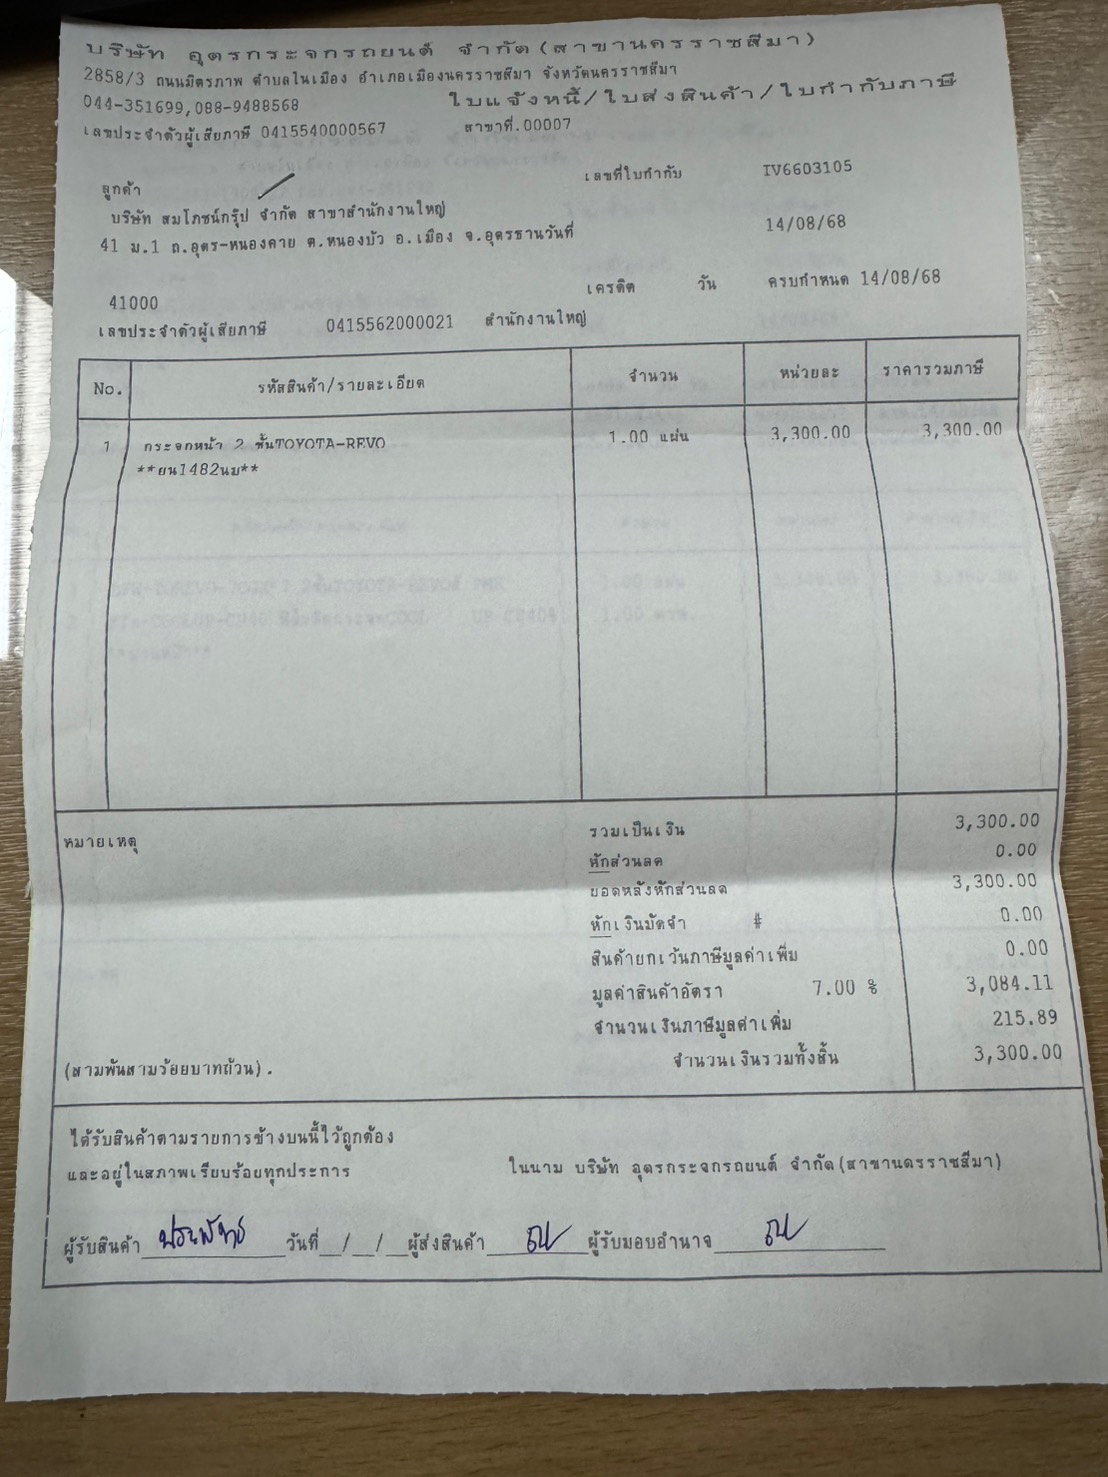 บริษัท อุดรกระจกรถยนต์ จำกัด(สาขานครราชสีมา)
2858/3 ถนนมิตรภาพ ตำบลในเมือง อำเภอเมืองนครราชสีมา จังหวัดนครราชสีมา
044-351699,088-9488568 ใบแจ้งหนี้/ใบส่งสินค้า/ใบกำกับภาษี
เลขประจำตัวผู้เสียภาษี 0415540000567 สาขาที่.00007
ลูกค้า เลขที่ใบกำกับ IV6603105
บริษัท สมโภชน์กรุ๊ป จำกัด สาขาสำนักงานใหญ่
41 ม.1 ถ.อุดร-หนองคาย ต.หนองบัว อ.เมือง จ.อุดรธานวันที่ 14/08/68
เครดิต วัน ครบกำหนด 14/08/68
41000
เลขประจำตัวผู้เสียภาษี 0415562000021 สำนักงานใหญ่
No. รหัสสินค้า/รายละเอียด จำนวน หน่วยละ ราคารวมภาษี
1 กระจกหน้า 2 ชั้นTOYOTA-REVO 1.00 แผ่น 3,300.00 3,300.00
**ยน1482นม**
หมายเหตุ รวมเป็นเงิน 3,300.00
หักส่วนลด 0.00
ยอดหลังหักส่วนลด 3,300.00
หักเงินมัดจำ # 0.00
สินค้ายกเว้นภาษีมูลค่าเพิ่ม 0.00
มูลค่าสินค้าอัตรา 7.00 % 3,084.11
จำนวนเงินภาษีมูลค่าเพิ่ม 215.89
(สามพันสามร้อยบาทถ้วน). จำนวนเงินรวมทั้งสิ้น 3,300.00
ได้รับสินค้าตามรายการข้างบนนี้ไว้ถูกต้อง
และอยู่ในสภาพเรียบร้อยทุกประการ ในนาม บริษัท อุดรกระจกรถยนต์ จำกัด(สาขานครราชสีมา)
ผู้รับสินค้า วันที่__/__/__ผู้ส่งสินค้า ผู้รับมอบอำนาจ